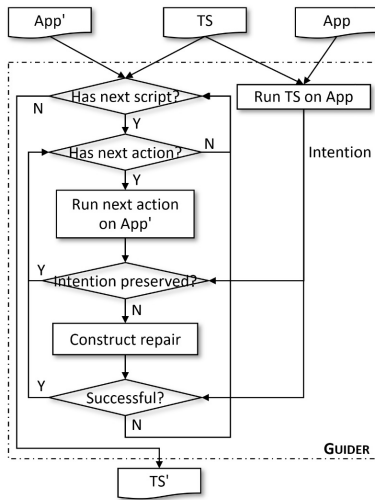 App'
TS
App
Has next script?
Run TS on App
N
Y
Has next action?
N
Intention
Y
Run next action
on App'
Y
Intention preserved?
N
Construct repair
Y
Successful?
N
GUIDER
TS'